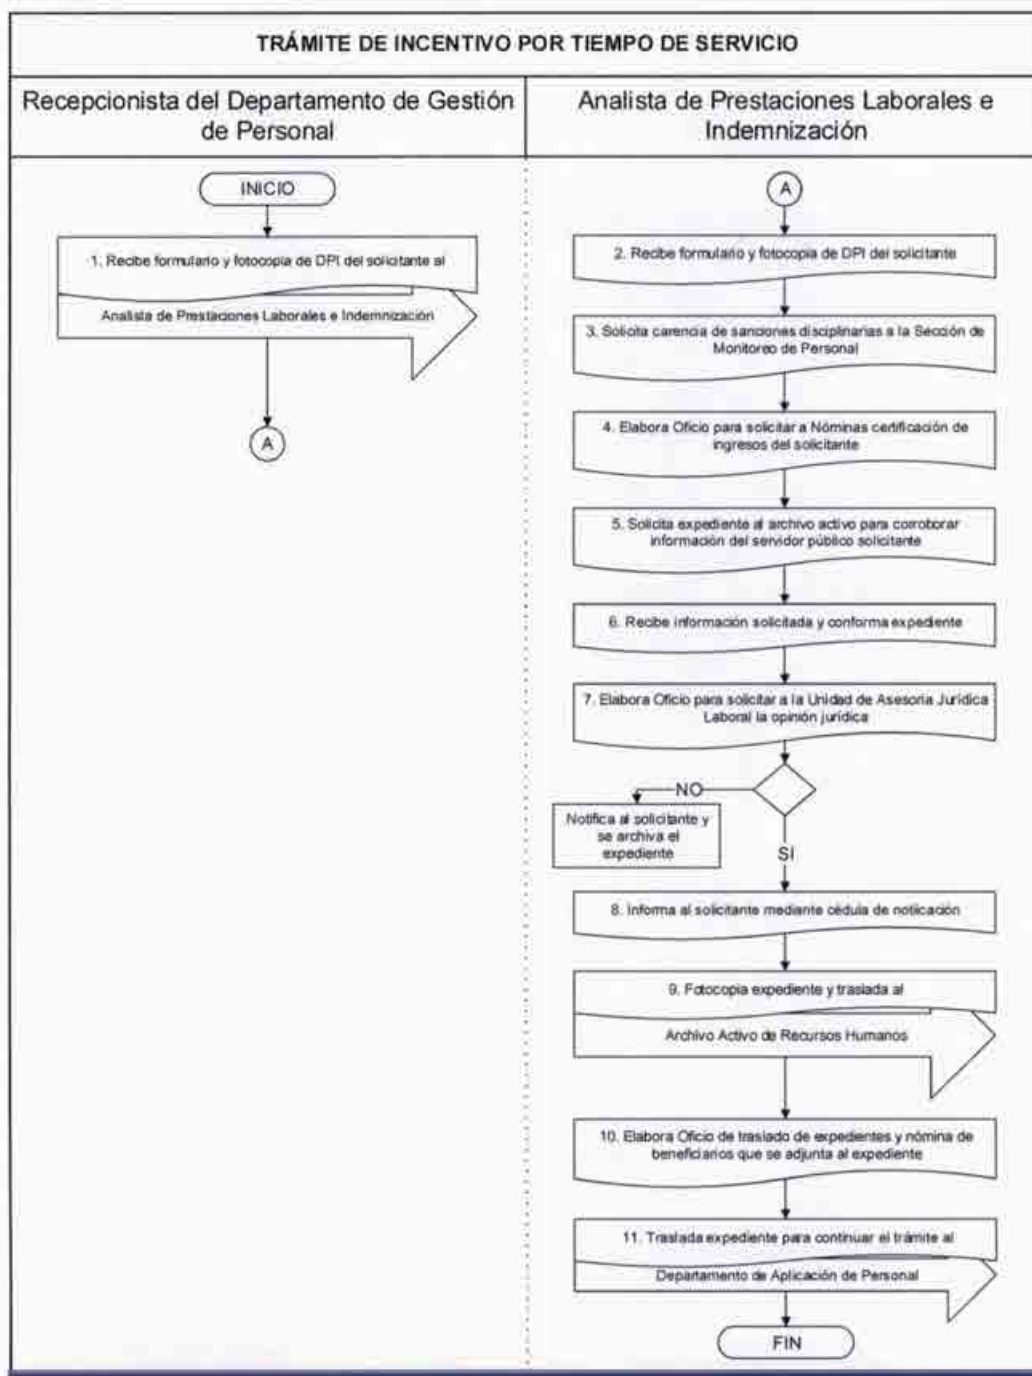 TRÁMITE DE INCENTIVO POR TIEMPO DE SERVICIO
Recepcionista del Departamento de Gestión
de Personal
INICIO
1. Recibe formulario y fotocopia de DPI del solicitante al
Analista de Prestaciones Laborales e Indemnización
A
Analista de Prestaciones Laborales e
Indemnización
A
2. Recibe formulario y fotocopia de DPI del solicitante
3. Solicita carencia de sanciones disciplinarias a la Sección de
Monitoreo de Personal
4. Elabora Oficio para solicitar a Nóminas certificación de
ingresos del solicitante
5. Solicita expediente al archivo activo para corroborar
información del servidor público solicitante
6. Recibe información solicitada y conforma expediente
7. Elabora Oficio para solicitar a la Unidad de Asesoría Jurídica
Laboral la opinión jurídica
NO
Notifica al solicitante y
se archiva el
expediente
SI
8. Informa al solicitante mediante cédula de notiicación
9. Fotocopia expediente y traslada al
Archivo Activo de Recursos Humanos
10. Elabora Oficio de traslado de expedientes y nómina de
beneficiarios que se adjunta al expediente
11. Traslada expediente para continuar el trámite al
Departamento de Aplicación de Personal
FIN